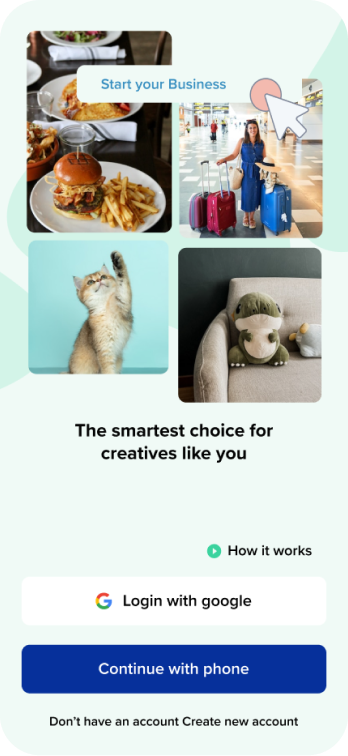 Start your Business
The smartest choice for
creatives like you
How it works
Login with google
Continue with phone
Don't have an account Create new account